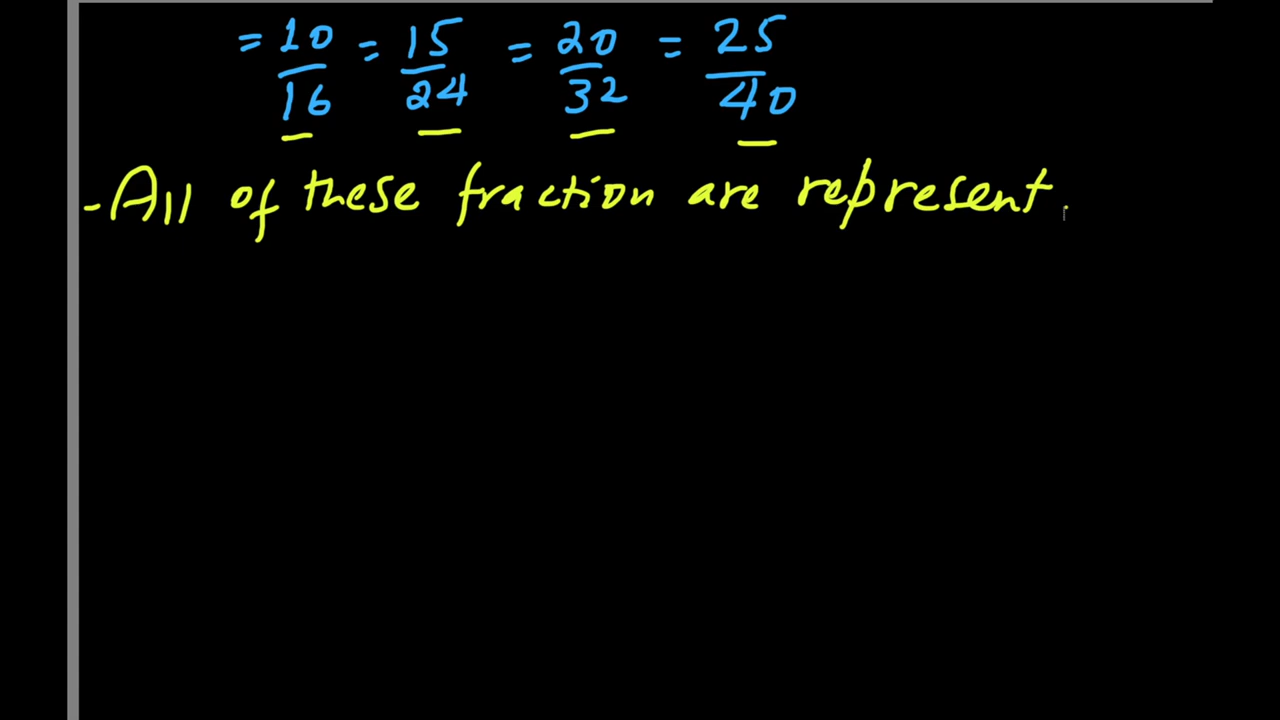 = 10/16 = 15/24 = 20/32 = 25/40
- All of these fraction are represent.